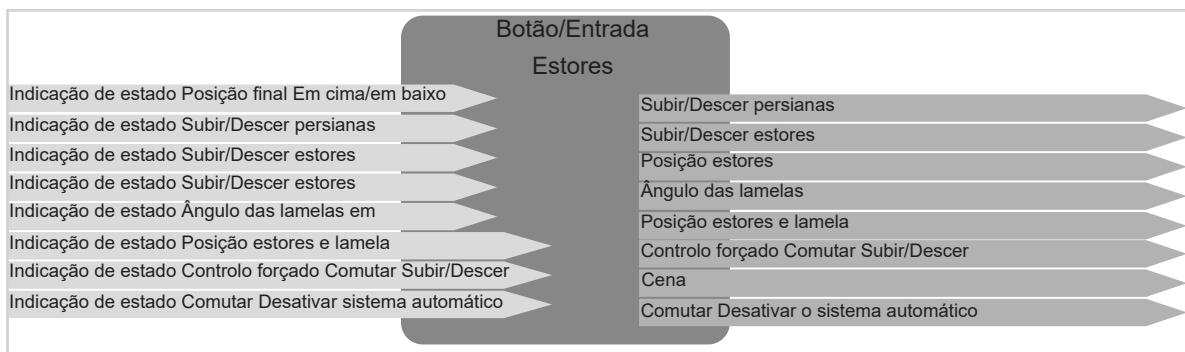 Botão/Entrada
Estores
Indicação de estado Posição final Em cima/em baixo
Indicação de estado Subir/Descer persianas
Indicação de estado Subir/Descer estores
Indicação de estado Subir/Descer estores
Indicação de estado Ângulo das lamelas em
Indicação de estado Posição estores e lamela
Indicação de estado Controlo forçado Comutar Subir/Descer
Indicação de estado Comutar Desativar sistema automático
Subir/Descer persianas
Subir/Descer estores
Posição estores
Ângulo das lamelas
Posição estores e lamela
Controlo forçado Comutar Subir/Descer
Cena
Comutar Desativar o sistema automático